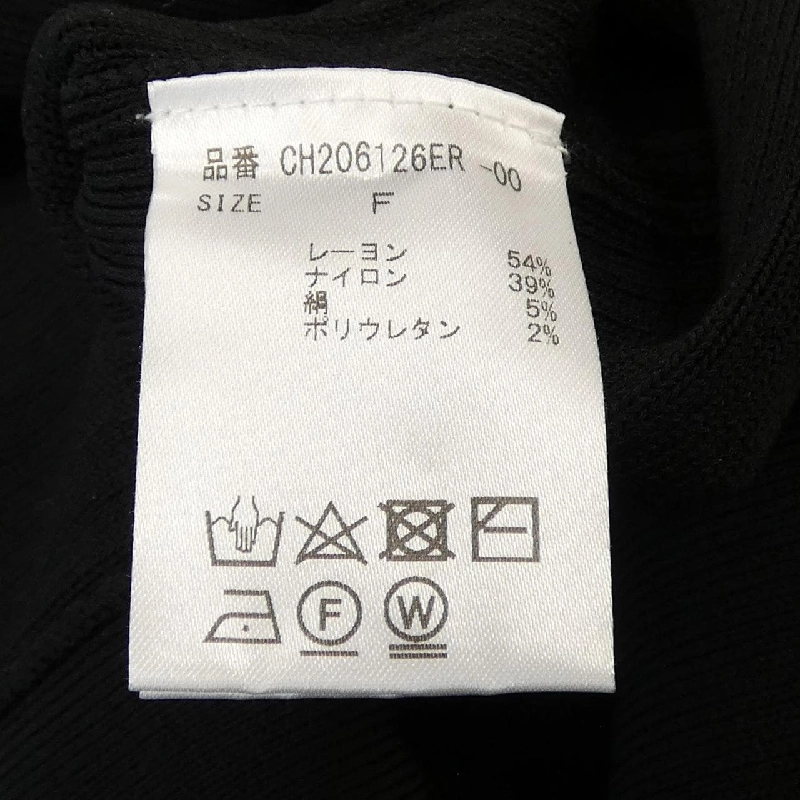 品番 CH206126ER -00
SIZE F
レーヨン 54%
ナイロン 39%
絹 5%
ポリウレタン 2%
F W